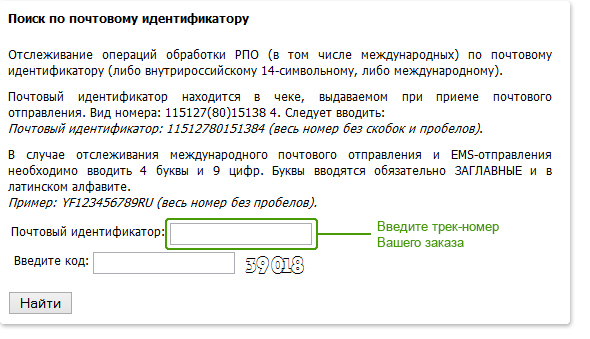 Поиск по почтовому идентификатору
Отслеживание операций обработки РПО (в том числе международных) по почтовому
идентификатору (либо внутрироссийскому 14-символьному, либо международному).
Почтовый идентификатор находится в чеке, выдаваемом при приеме почтового
отправления. Вид номера: 115127(80)15138 4. Следует вводить:
Почтовый идентификатор: 11512780151384 (весь номер без скобок и пробелов).
В случае отслеживания международного почтового отправления и EMS-отправления
необходимо вводить 4 буквы и 9 цифр. Буквы вводятся обязательно ЗАГЛАВНЫЕ и в
латинском алфавите.
Пример: YF123456789RU (весь номер без пробелов).
Почтовый идентификатор:
Введите трек-номер
Вашего заказа
Введите код:
39018
Найти